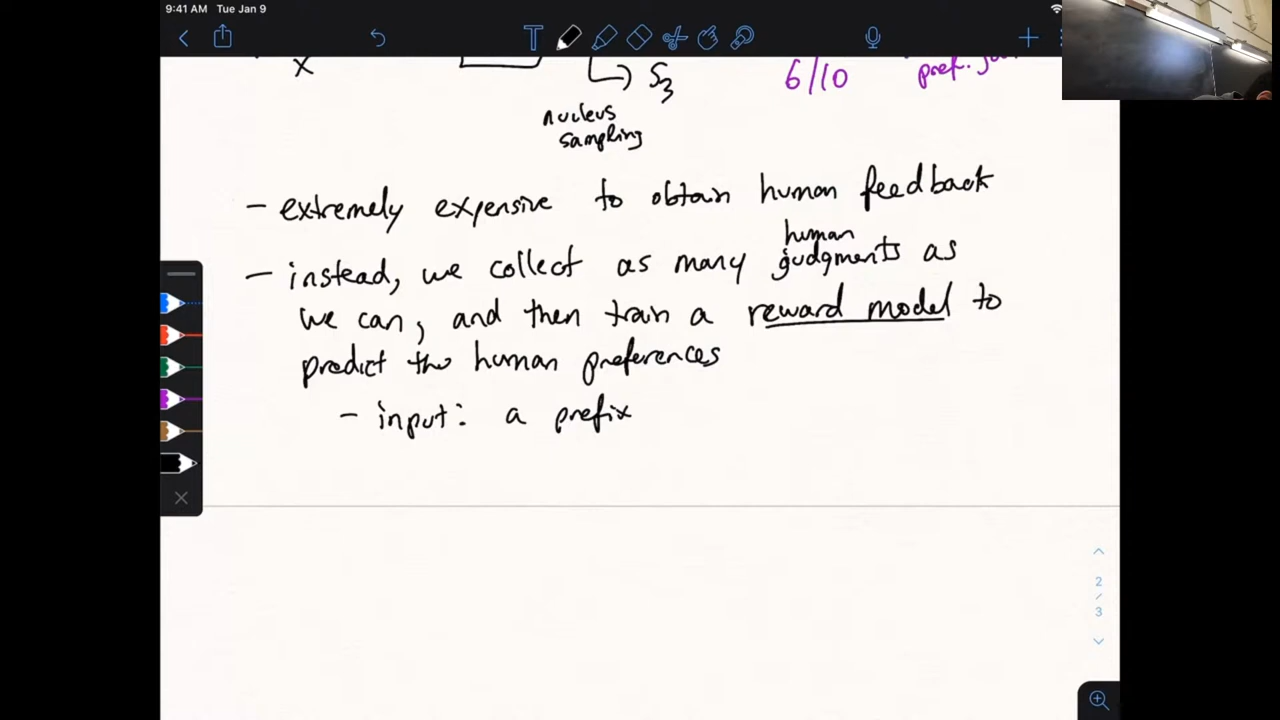 9:41 AM Tue Jan 9
T
X
S3
6/10
pref.
nucleus
sampling
- extremely expensive to obtain human feedback
human
- instead, we collect as many judgments as
we can, and then train a reward model to
predict the human preferences
- input: a prefix
2
/
3